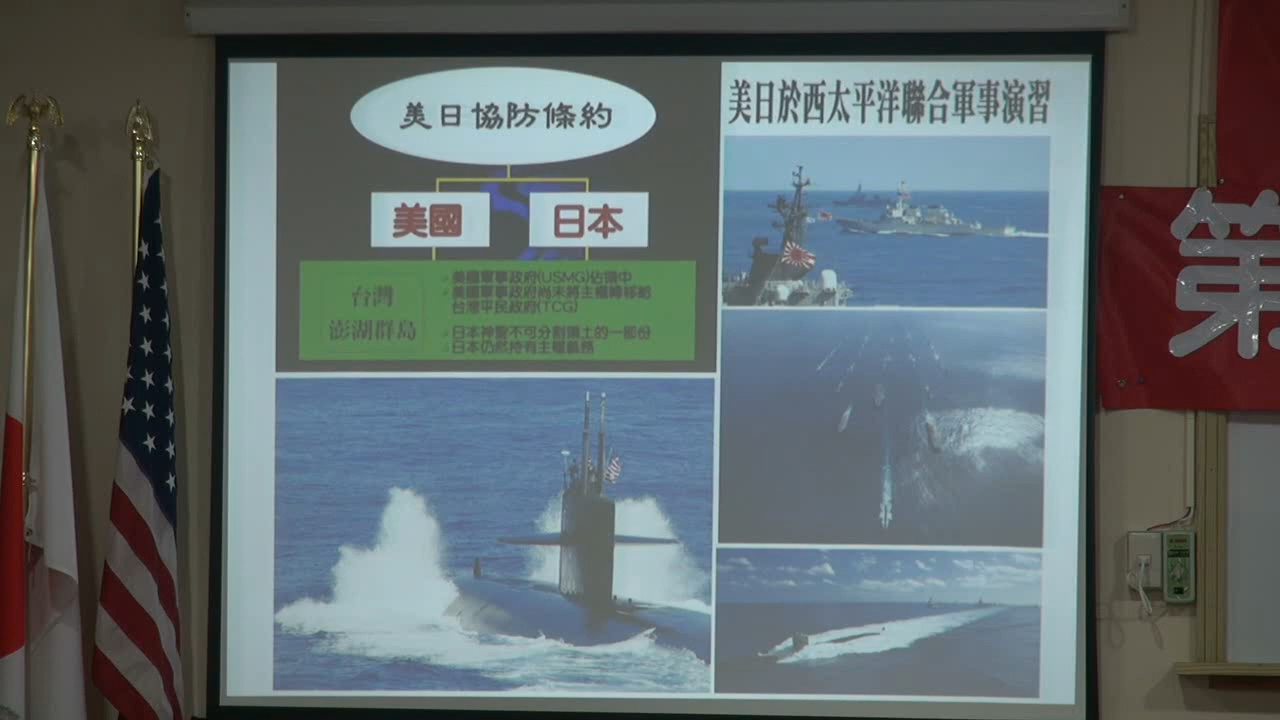 美日協防條約
美日於西太平洋聯合軍事演習
美國
日本
台灣
澎湖群島
美國軍事政府(USMG)佔領中
美國軍事政府尚未將主權轉移給
台灣平民政府(TCG)
日本神聖不可分割領土的一部份
日本仍然持有主權義務
第